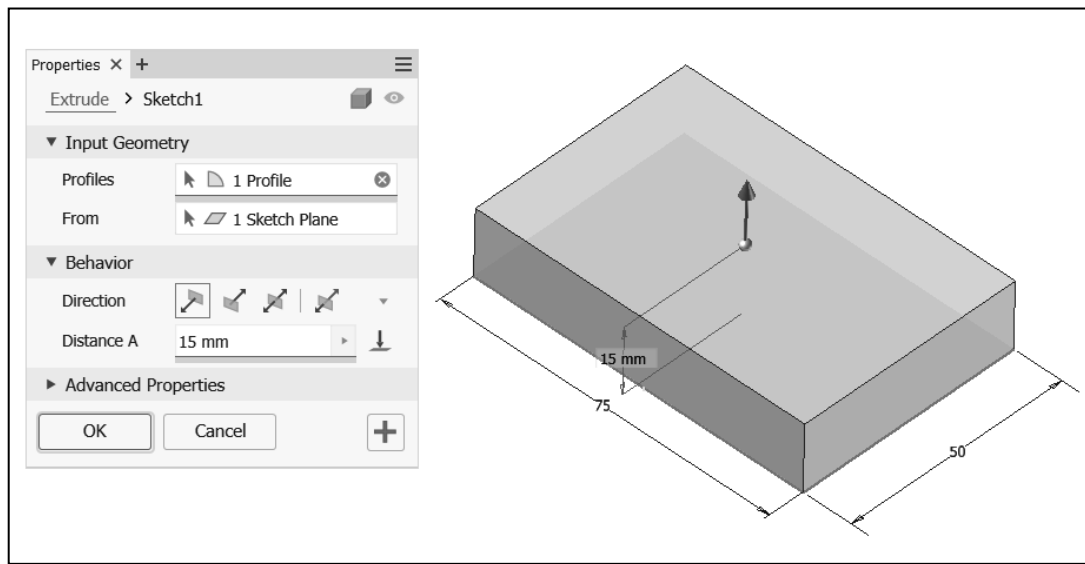 Properties
Extrude > Sketch1
Input Geometry
Profiles 1 Profile
From 1 Sketch Plane
Behavior
Direction
Distance A 15 mm
Advanced Properties
OK Cancel
15 mm
75
50